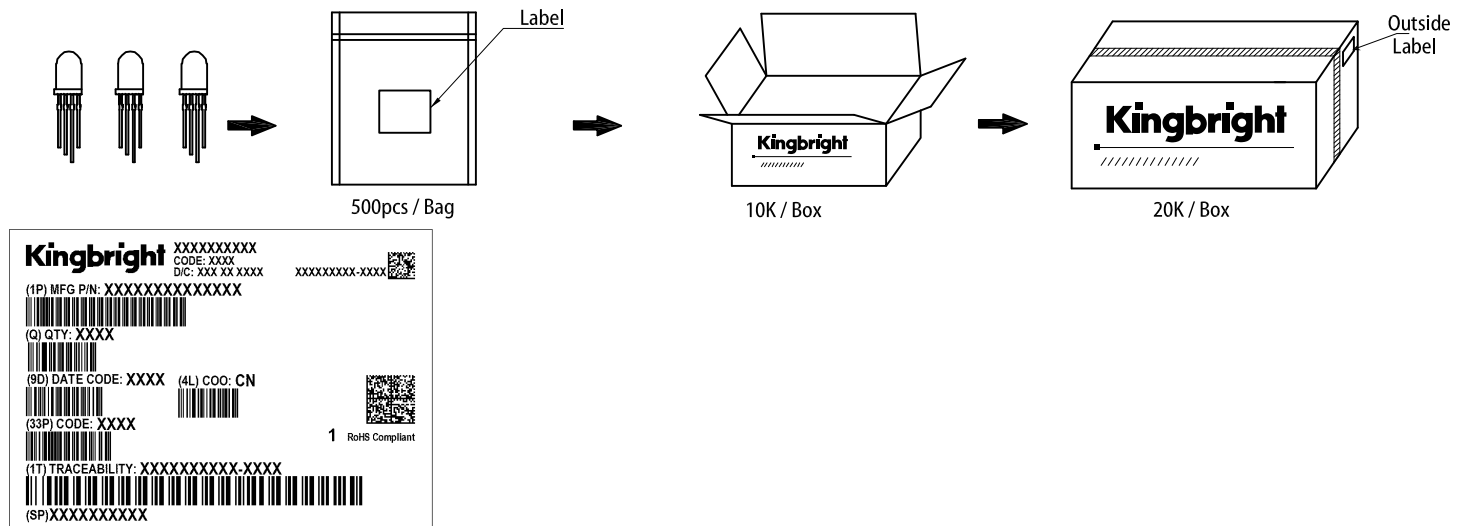 Label
Outside
Label
Kingbright
Kingbright
500pcs / Bag
10K / Box
20K / Box
Kingbright
XXXXXXXXXX
CODE: XXXX
D/C: XXX XX XXXX
XXXXXXXXX-XXXX
(1P) MFG P/N: XXXXXXXXXXXXXX
(Q) QTY: XXXX
(9D) DATE CODE: XXXX (4L) COO: CN
(33P) CODE: XXXX
1 RoHS Compliant
(1T) TRACEABILITY: XXXXXXXXXX-XXXX
(SP)XXXXXXXXXX